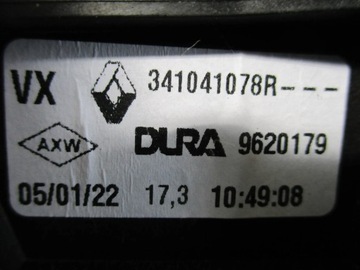 VX 341041078R---
AXW DURA 9620179
05/01/22 17,3 10:49:08